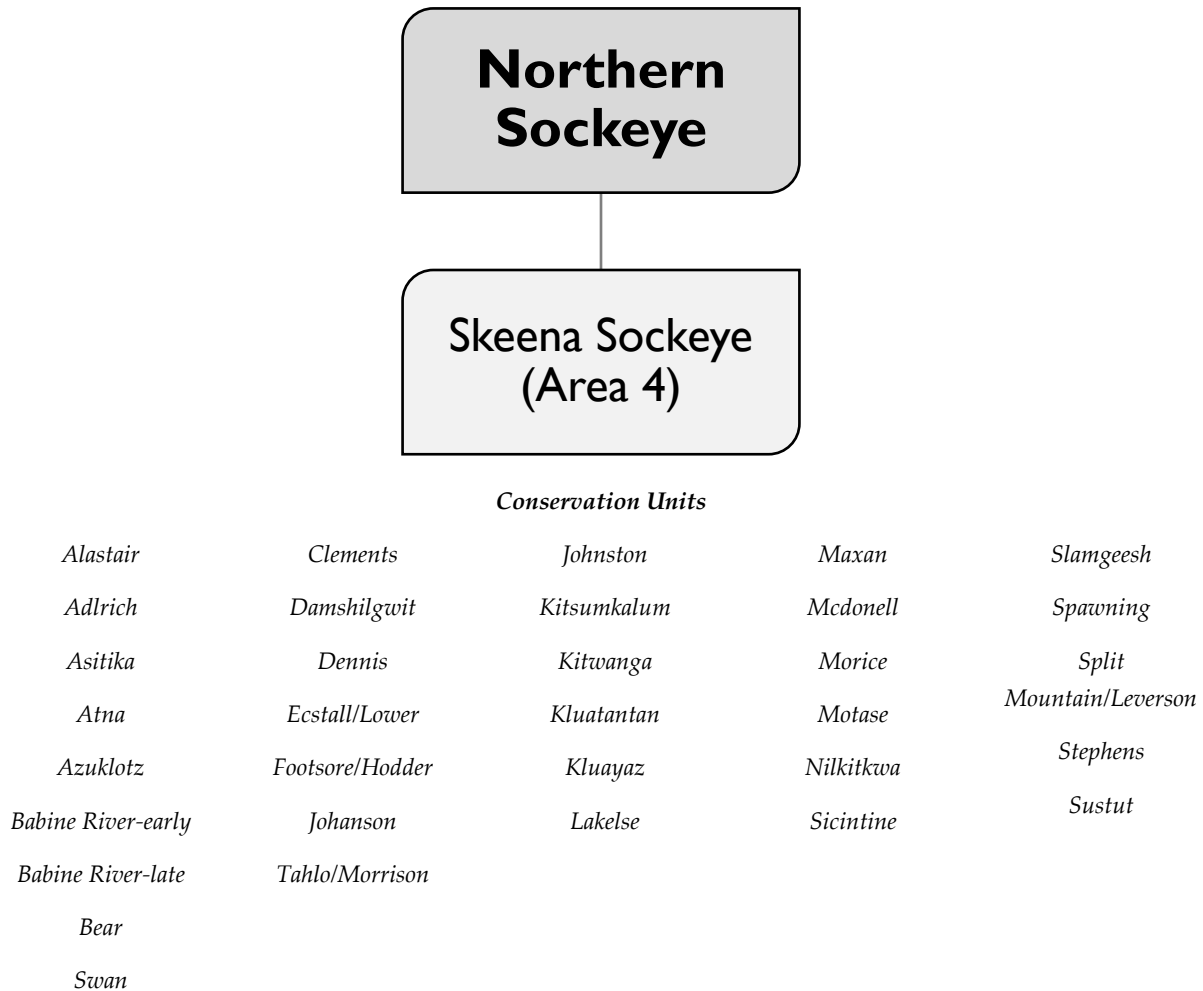 Northern
Sockeye
Skeena Sockeye
(Area 4)
Conservation Units
Alastair
Adlrich
Asitika
Atna
Azuklotz
Babine River-early
Babine River-late
Bear
Swan
Clements
Damshilgwit
Dennis
Ecstall/Lower
Footsore/Hodder
Johanson
Tahlo/Morrison
Johnston
Kitsumkalum
Kitwanga
Kluatantan
Kluayaz
Lakelse
Maxan
Mcdonell
Morice
Motase
Nilkitkwa
Sicintine
Slamgeesh
Spawning
Split
Mountain/Leverson
Stephens
Sustut